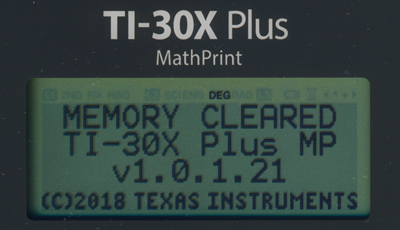 TI-30X Plus
MathPrint
DEG
MEMORY CLEARED
TI-30X Plus MP
v1.0.1.21
(C)2018 TEXAS INSTRUMENTS